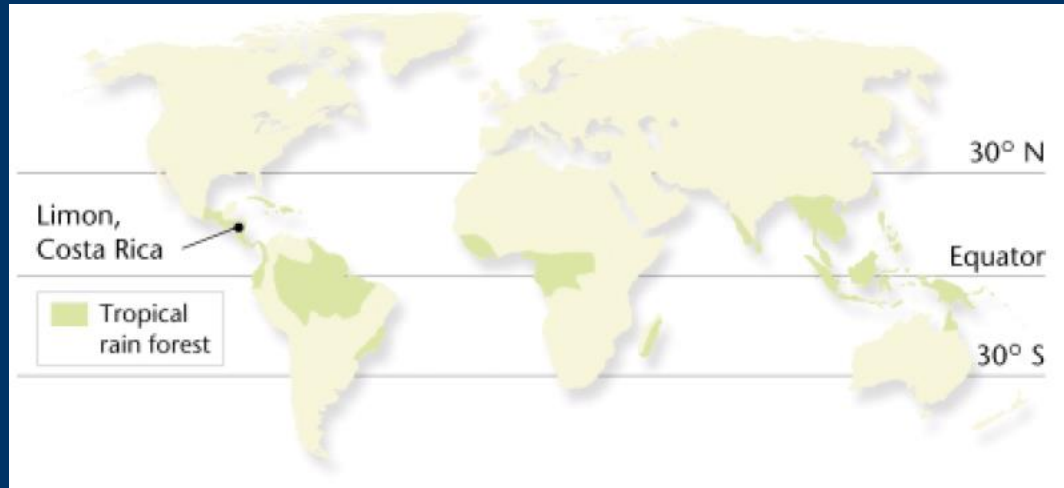 30° N
Limon,
Costa Rica
Equator
Tropical
rain forest
30° S